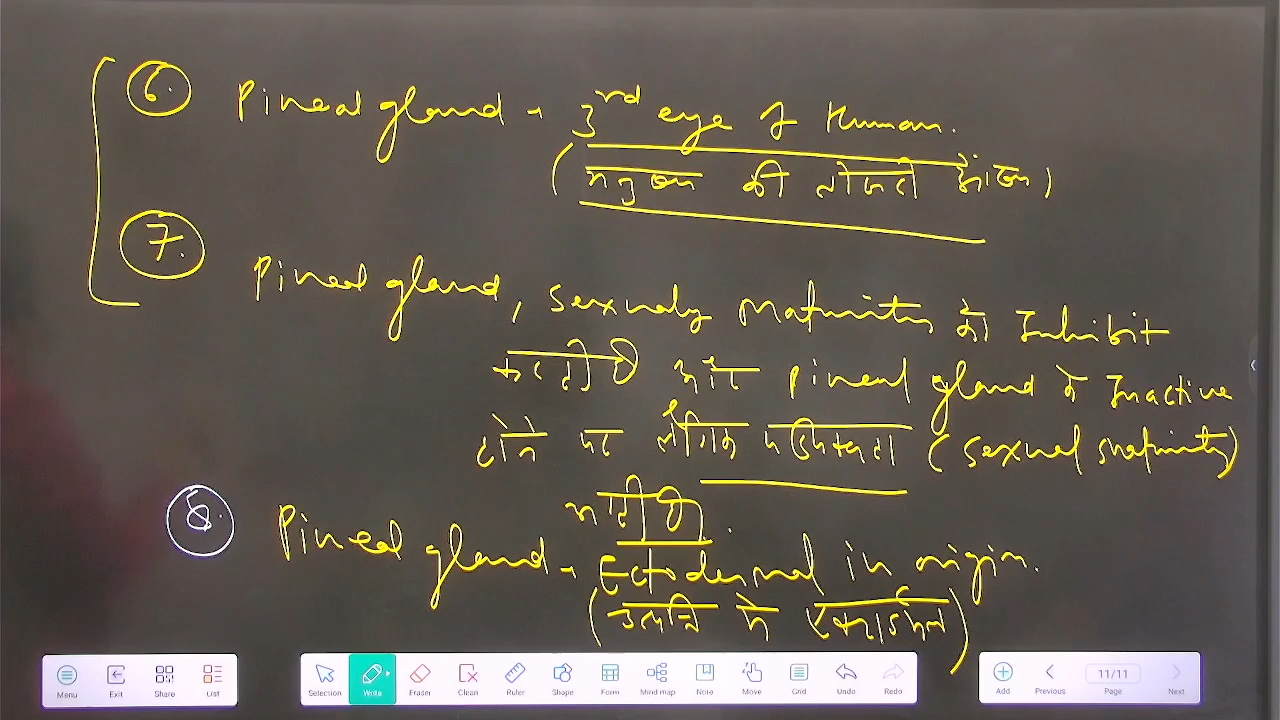 6. Pineal gland → 3rd eye of Human.
(मनुष्य की तीसरी आँख)
7. Pineal gland, sexualy maturity को Inhibit
करती है और pineal gland के Inactive
होने पर लैंगिक परिपक्वता (sexual maturity)
आती है।
8. Pineal gland → Ectodermal in origin.
(उत्पत्ति में एक्टोडर्मल)
Menu Exit Share List Selection Write Eraser Clean Ruler Shape Form Mind map Note Move Grid Undo Redo Add Previous 11/11 Page Next